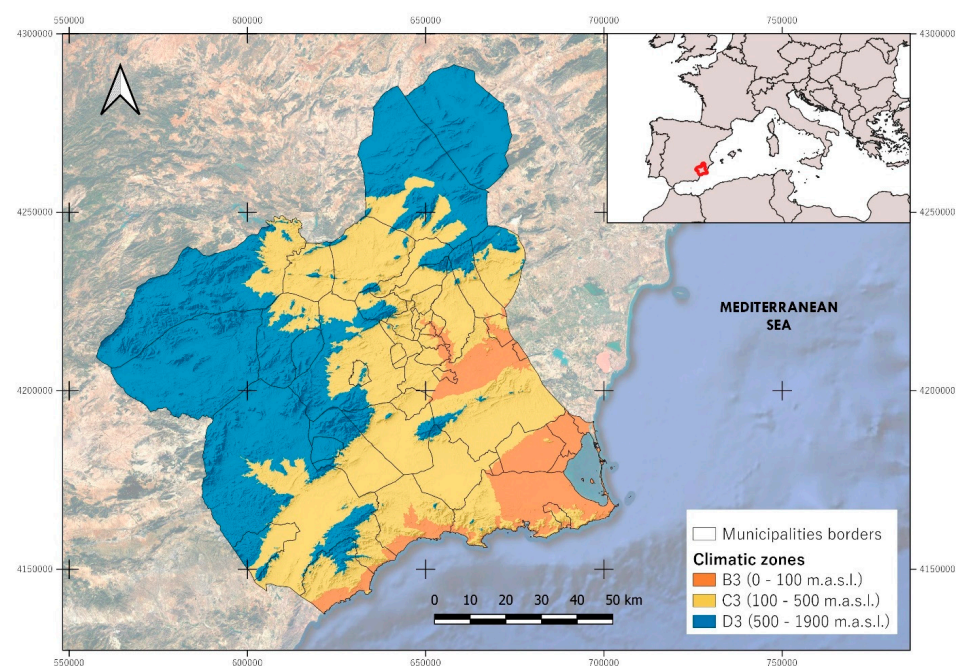 550000 600000 650000 700000 750000
4300000 4300000
4250000 4250000
MEDITERRANEAN
SEA
4200000 4200000
Municipalities borders
Climatic zones
4150000 B3 (0 - 100 m.a.s.l.) 4150000
C3 (100 - 500 m.a.s.l.)
D3 (500 - 1900 m.a.s.l.)
0 10 20 30 40 50 km
550000 600000 650000 700000 750000